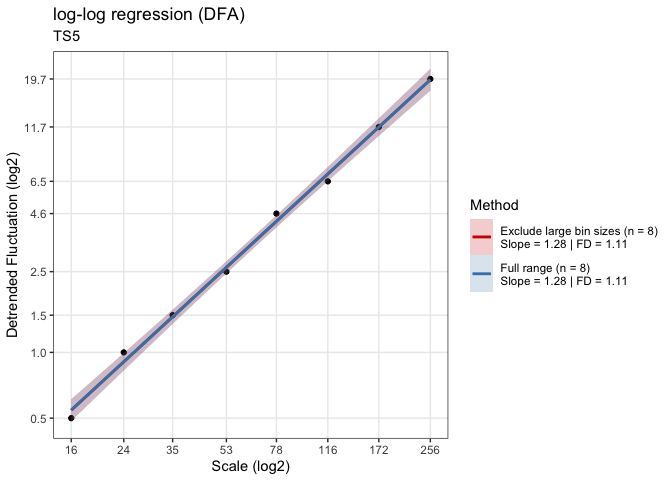 log-log regression (DFA)
TS5
Detrended Fluctuation (log2)
19.7
11.7
6.5
4.6
2.5
1.5
1.0
0.5
16 24 35 53 78 116 172 256
Scale (log2)
Method
Exclude large bin sizes (n = 8)
Slope = 1.28 | FD = 1.11
Full range (n = 8)
Slope = 1.28 | FD = 1.11